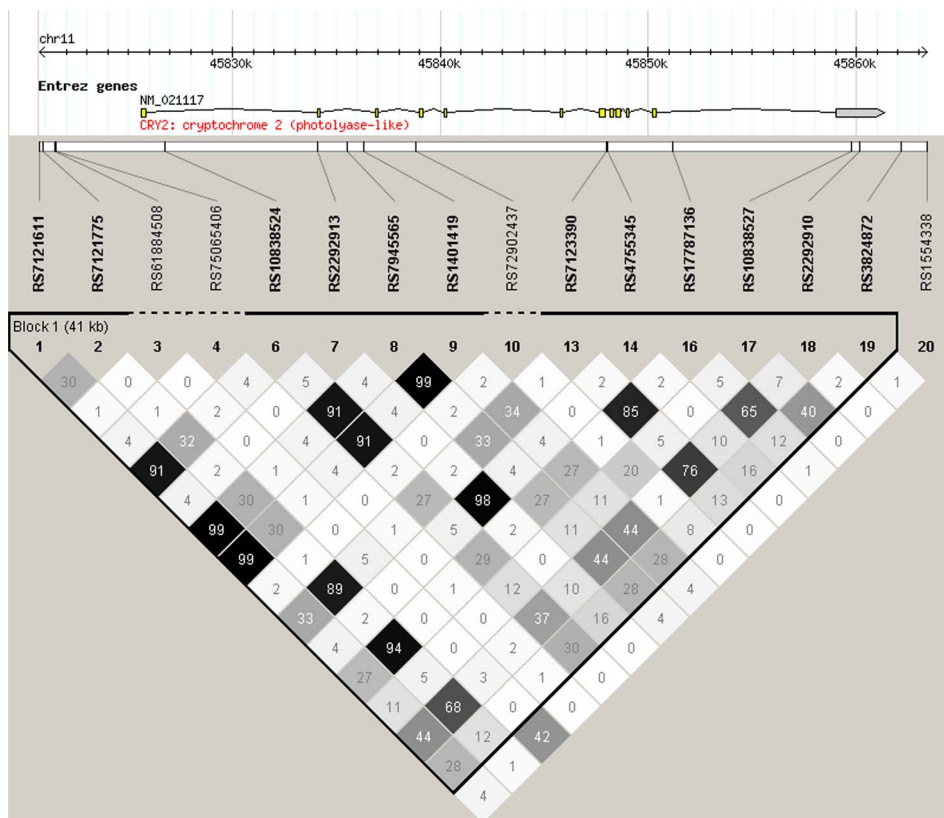 chr11
45830k 45840k 45850k 45860k
Entrez genes
NM_021117
CRY2: cryptochrome 2 (photolyase-like)
RS7121611
RS7121775
RS61884508
RS75065406
RS10838524
RS2292913
RS7945565
RS1401419
RS72902437
RS7123390
RS4755345
RS17787136
RS10838527
RS2292910
RS3824872
RS1554338
Block 1 (41 kb)
1 2 3 4 6 7 8 9 10 13 14 16 17 18 19 20
30 0 0 4 5 4 99 2 1 2 2 5 7 2 1
1 1 2 0 91 4 2 34 0 85 0 65 40 0
4 32 0 4 91 0 33 4 1 5 10 12 0
91 2 1 4 2 2 4 27 20 76 16 1
4 30 1 0 27 98 27 11 1 13 0
99 30 0 1 5 2 11 44 8 0
99 1 5 0 29 0 44 28 0
2 89 0 1 12 10 28 4
33 2 0 0 37 16 4
4 94 0 2 30 0
27 5 3 1 0
11 68 0 0
44 12 42
28 1
4